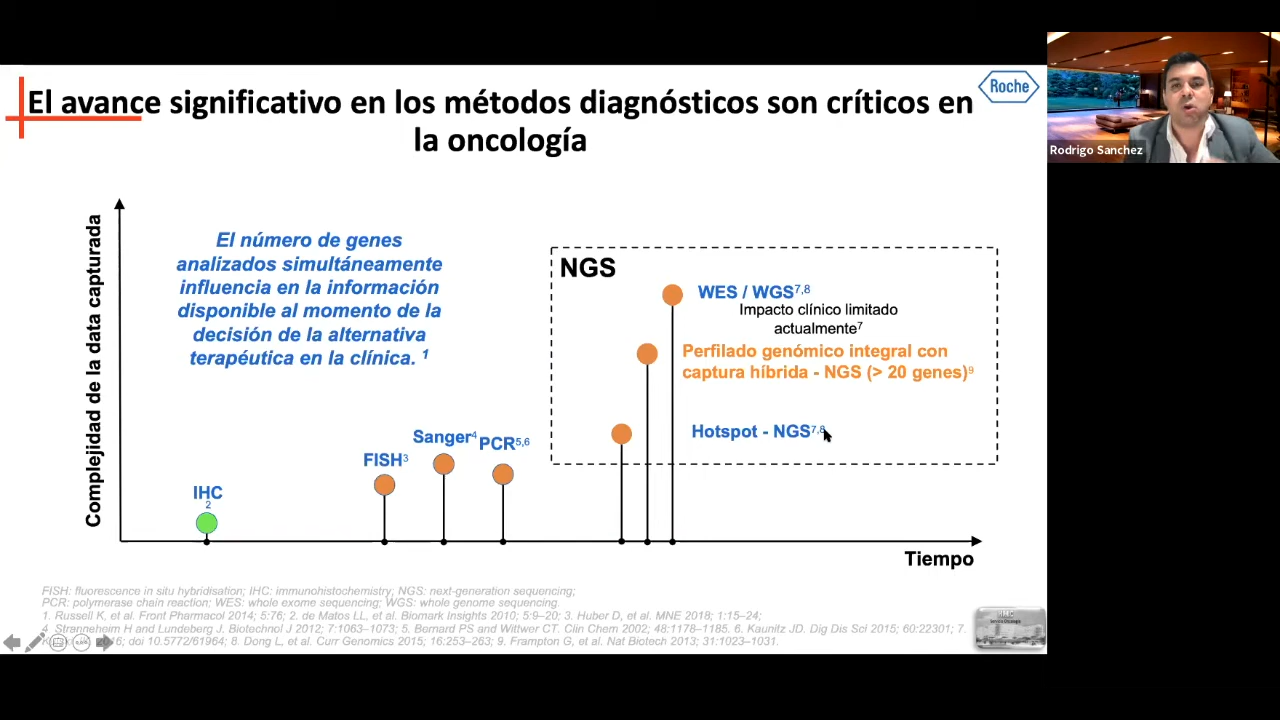 El avance significativo en los métodos diagnósticos son críticos en
la oncología
Roche
Rodrigo Sanchez
Complejidad de la data capturada
El número de genes
analizados simultáneamente
influencia en la información
disponible al momento de la
decisión de la alternativa
terapéutica en la clínica. 1
NGS
WES / WGS7,8
Impacto clínico limitado
actualmente7
Perfilado genómico integral con
captura híbrida - NGS (> 20 genes)9
Hotspot - NGS7,8
Sanger4
PCR5,6
FISH3
IHC
2
Tiempo
FISH: fluorescence in situ hybridisation; IHC: immunohistochemistry; NGS: next-generation sequencing;
PCR: polymerase chain reaction; WES: whole exome sequencing; WGS: whole genome sequencing.
1. Russell K, et al. Front Pharmacol 2014; 5:76; 2. de Matos LL, et al. Biomark Insights 2010; 5:9–20; 3. Huber D, et al. MNE 2018; 1:15–24;
4. Stranneheim H and Lundeberg J. Biotechnol J 2012; 7:1063–1073; 5. Bernard PS and Wittwer CT. Clin Chem 2002; 48:1178–1185. 6. Kaunitz JD. Dig Dis Sci 2015; 60:22301; 7.
doi 10.5772/61964; 8. Dong L, et al. Curr Genomics 2015; 16:253–263; 9. Frampton G, et al. Nat Biotech 2013; 31:1023–1031.
IHC